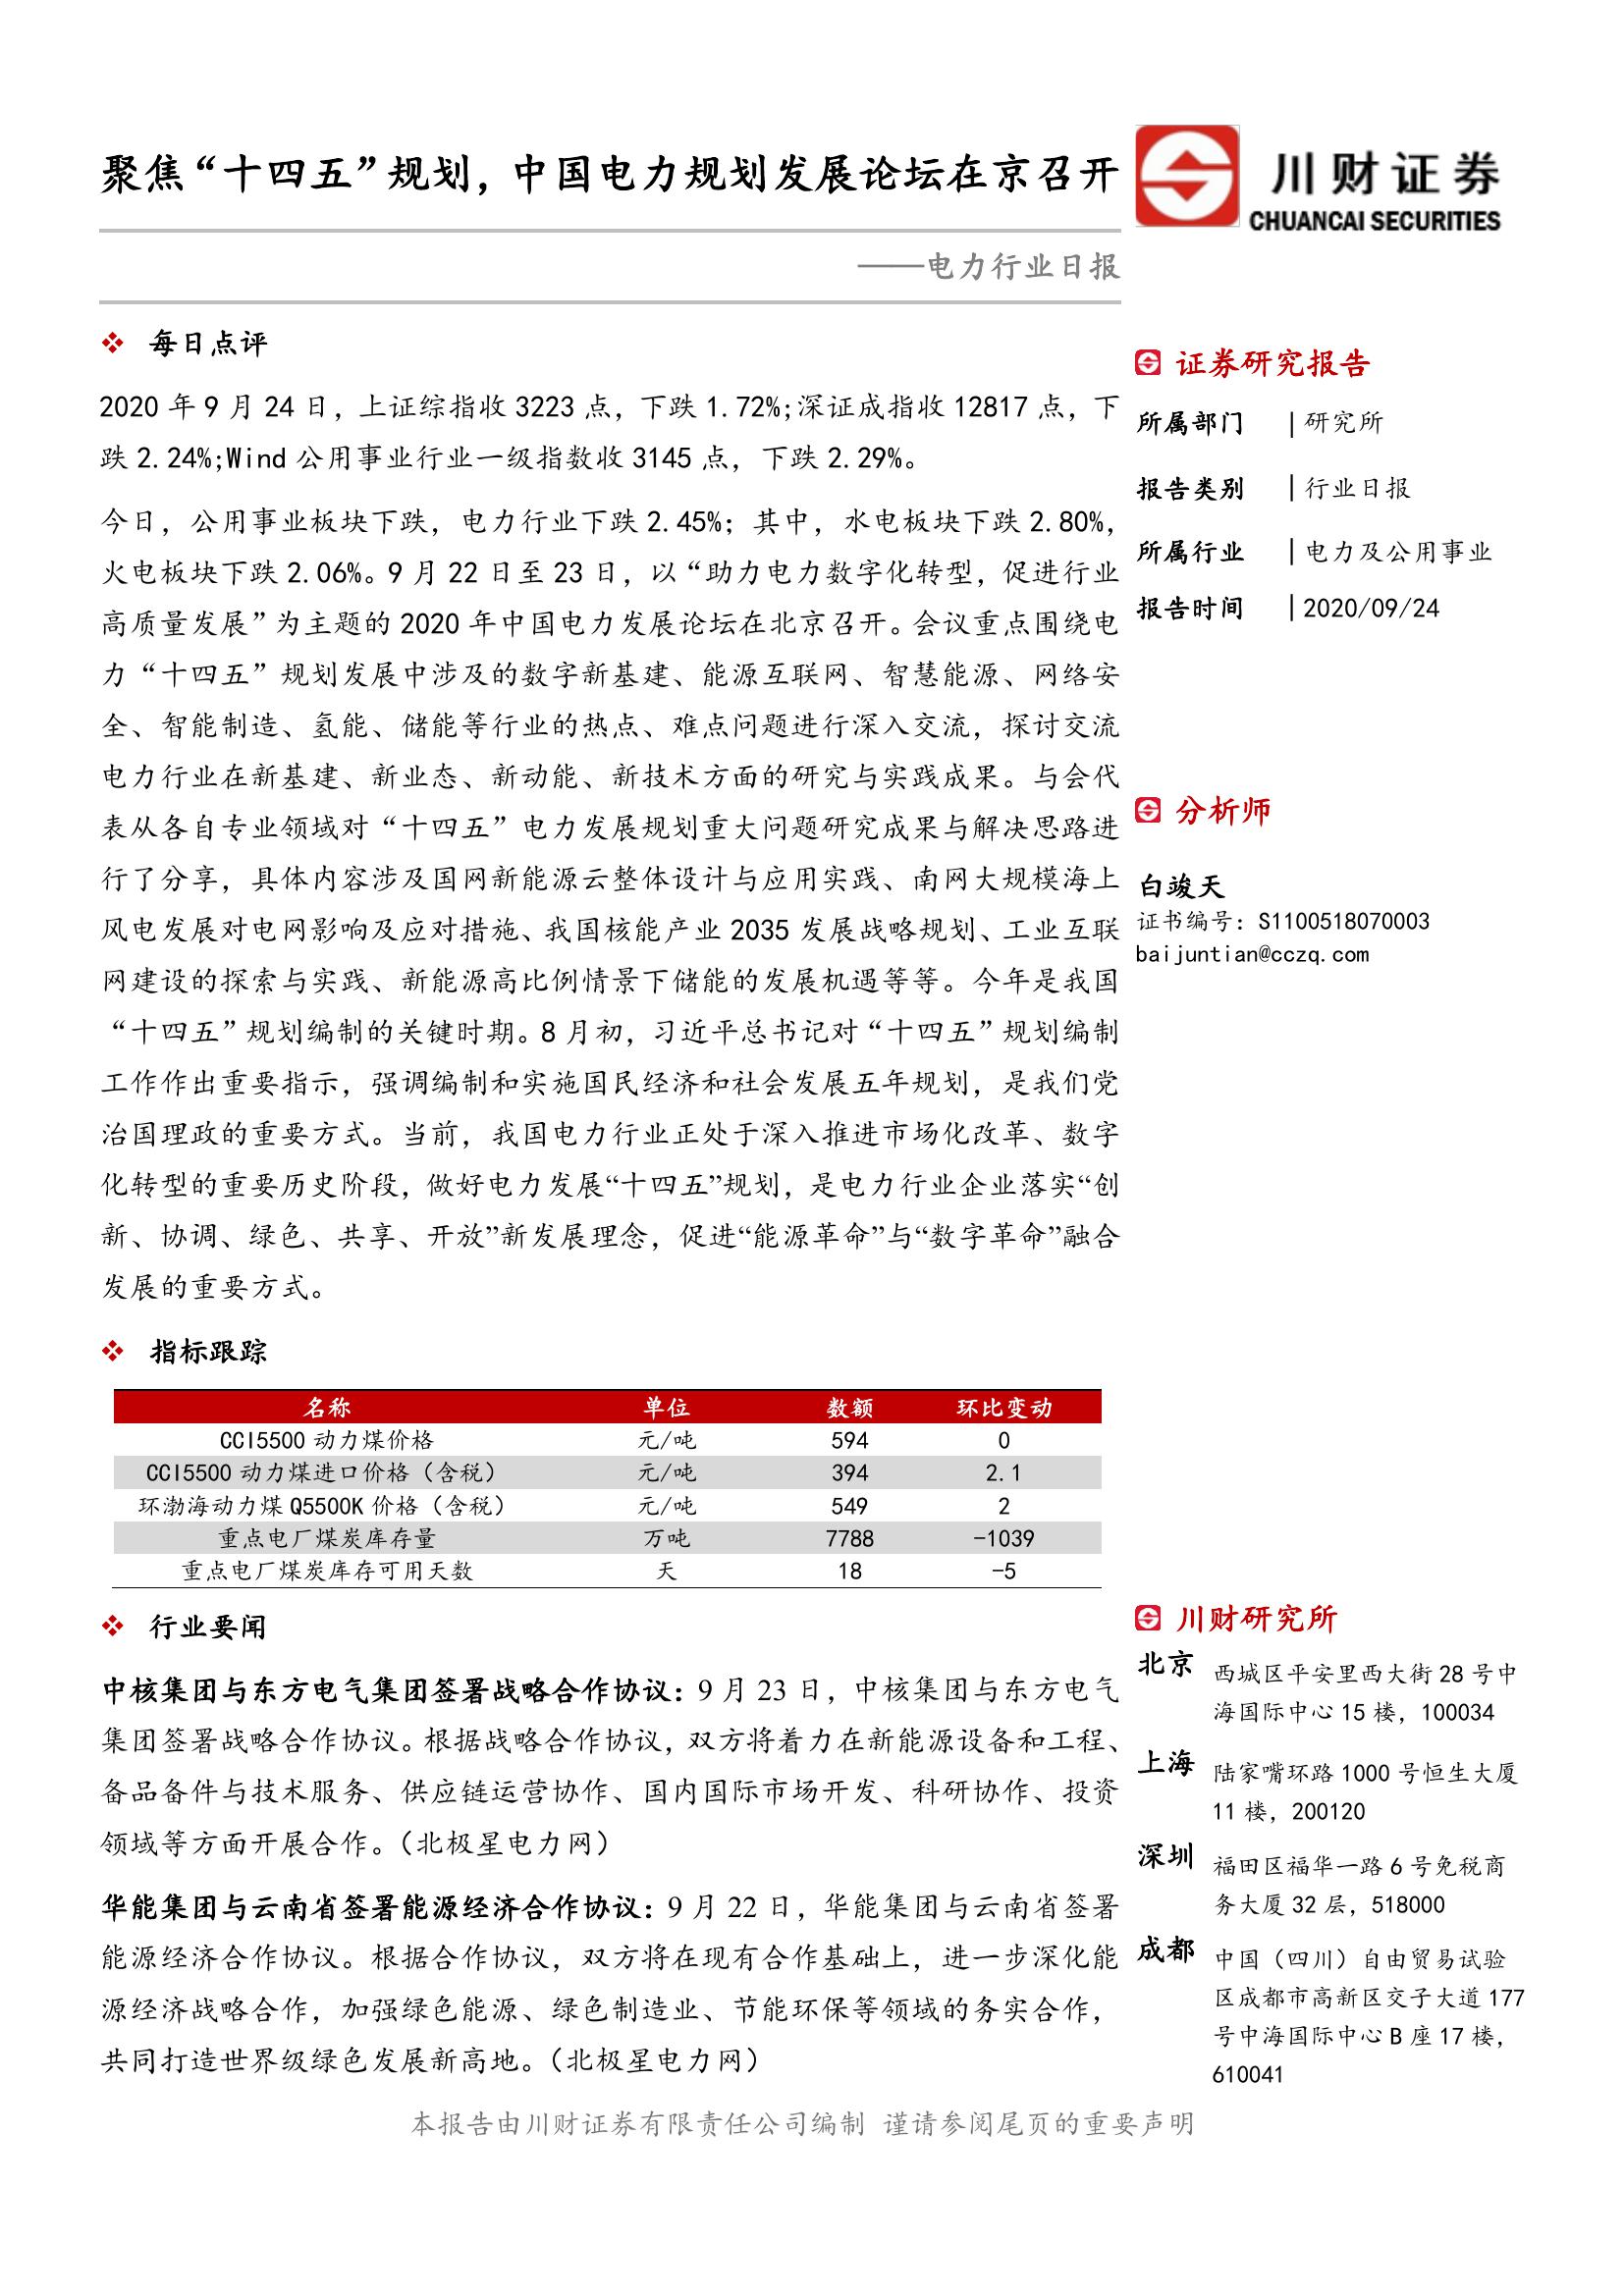 聚焦“十四五”规划，中国电力规划发展论坛在京召开
川财证券
CHUANCAI SECURITIES
——电力行业日报
每日点评
2020 年 9 月 24 日，上证综指收 3223 点，下跌 1.72%;深证成指收 12817 点，下
跌 2.24%;Wind 公用事业行业一级指数收 3145 点，下跌 2.29%。
今日，公用事业板块下跌，电力行业下跌 2.45%；其中，水电板块下跌 2.80%，
火电板块下跌 2.06%。9 月 22 日至 23 日，以“助力电力数字化转型，促进行业
高质量发展”为主题的 2020 年中国电力发展论坛在北京召开。会议重点围绕电
力“十四五”规划发展中涉及的数字新基建、能源互联网、智慧能源、网络安
全、智能制造、氢能、储能等行业的热点、难点问题进行深入交流，探讨交流
电力行业在新基建、新业态、新动能、新技术方面的研究与实践成果。与会代
表从各自专业领域对“十四五”电力发展规划重大问题研究成果与解决思路进
行了分享，具体内容涉及国网新能源云整体设计与应用实践、南网大规模海上
风电发展对电网影响及应对措施、我国核能产业 2035 发展战略规划、工业互联
网建设的探索与实践、新能源高比例情景下储能的发展机遇等等。今年是我国
“十四五”规划编制的关键时期。8 月初，习近平总书记对“十四五”规划编制
工作作出重要指示，强调编制和实施国民经济和社会发展五年规划，是我们党
治国理政的重要方式。当前，我国电力行业正处于深入推进市场化改革、数字
化转型的重要历史阶段，做好电力发展“十四五”规划，是电力行业企业落实“创
新、协调、绿色、共享、开放”新发展理念，促进“能源革命”与“数字革命”融合
发展的重要方式。
指标跟踪
名称 单位 数额 环比变动
CCI5500 动力煤价格 元/吨 594 0
CCI5500 动力煤进口价格（含税） 元/吨 394 2.1
环渤海动力煤 Q5500K 价格（含税） 元/吨 549 2
重点电厂煤炭库存量 万吨 7788 -1039
重点电厂煤炭库存可用天数 天 18 -5
行业要闻
中核集团与东方电气集团签署战略合作协议：9 月 23 日，中核集团与东方电气
集团签署战略合作协议。根据战略合作协议，双方将着力在新能源设备和工程、
备品备件与技术服务、供应链运营协作、国内国际市场开发、科研协作、投资
领域等方面开展合作。（北极星电力网）
华能集团与云南省签署能源经济合作协议：9 月 22 日，华能集团与云南省签署
能源经济合作协议。根据合作协议，双方将在现有合作基础上，进一步深化能
源经济战略合作，加强绿色能源、绿色制造业、节能环保等领域的务实合作，
共同打造世界级绿色发展新高地。（北极星电力网）
证券研究报告
所属部门 | 研究所
报告类别 | 行业日报
所属行业 | 电力及公用事业
报告时间 | 2020/09/24
分析师
白竣天
证书编号：S1100518070003
baijuntian@cczq.com
川财研究所
北京 西城区平安里西大街 28 号中
海国际中心 15 楼，100034
上海 陆家嘴环路 1000 号恒生大厦
11 楼，200120
深圳 福田区福华一路 6 号免税商
务大厦 32 层，518000
成都 中国（四川）自由贸易试验
区成都市高新区交子大道 177
号中海国际中心 B 座 17 楼，
610041
本报告由川财证券有限责任公司编制 谨请参阅尾页的重要声明